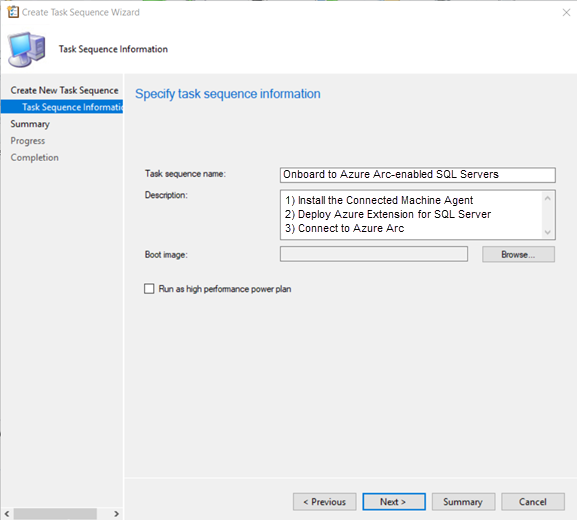 Create Task Sequence Wizard
Task Sequence Information
Create New Task Sequence
Task Sequence Informatio
Summary
Progress
Completion
Specify task sequence information
Task sequence name:
Onboard to Azure Arc-enabled SQL Servers
Description:
1) Install the Connected Machine Agent
2) Deploy Azure Extension for SQL Server
3) Connect to Azure Arc
Boot image:
Browse...
Run as high performance power plan
< Previous
Next >
Summary
Cancel